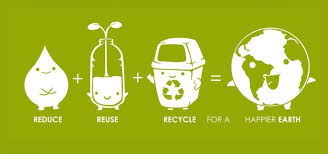 + + =
REDUCE REUSE RECYCLE FOR A HAPPIER EARTH